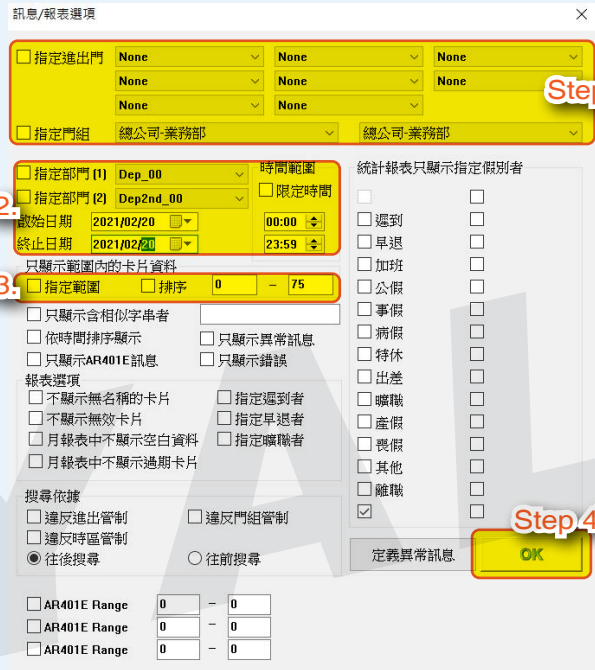 訊息/報表選項
指定進出門 None None None
None None None
None None
Step
指定門組 總公司-業務部 總公司-業務部
指定部門(1) Dep_00
指定部門(2) Dep2nd_00
時間範圍
限定時間
2.
啟始日期 2021/02/20 00:00
終止日期 2021/02/20 23:59
只顯示範圍內的卡片資料
3.
指定範圍 排序 0 - 75
只顯示含相似字串者
依時間排序顯示 只顯示異常訊息
只顯示AR401E訊息 只顯示錯誤
報表選項
不顯示無名稱的卡片 指定遲到者
不顯示無效卡片 指定早退者
月報表中不顯示空白資料 指定曠職者
月報表中不顯示過期卡片
搜尋依據
違反進出管制 違反門組管制
違反時區管制
往後搜尋 往前搜尋
AR401E Range 0 - 0
AR401E Range 0 - 0
AR401E Range 0 - 0
統計報表只顯示指定假別者
遲到
早退
加班
公假
事假
病假
特休
出差
曠職
產假
喪假
其他
離職
Step 4
定義異常訊息 OK
YAL